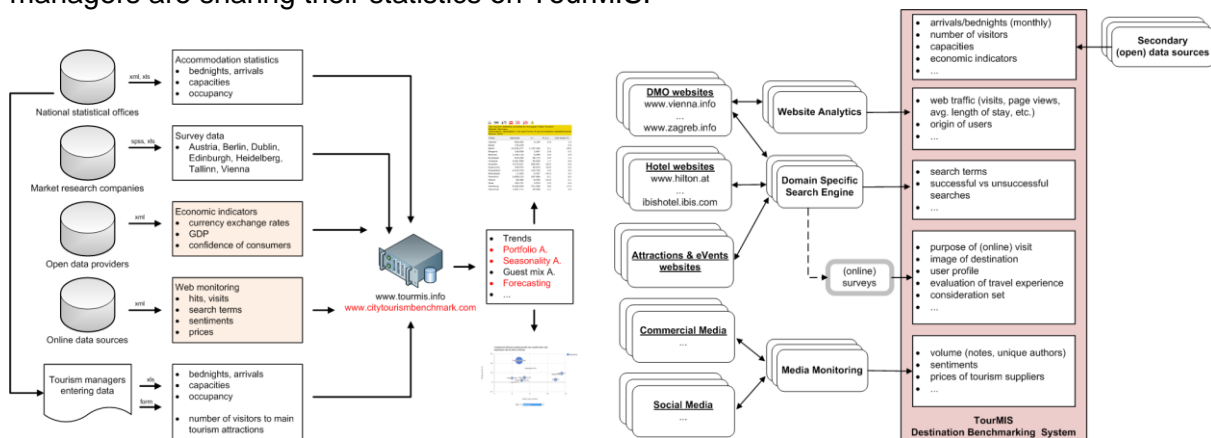 managers are sharing their statistics on TourMIS.
xml, xls
National statistical offices
Accommodation statistics
• bednights, arrivals
• capacities
• occupancy
spss, xls
Market research companies
Survey data
• Austria, Berlin, Dublin,
Edinburgh, Heidelberg,
Tallinn, Vienna
xml
Open data providers
Economic indicators
• currency exchange rates
• GDP
• confidence of consumers
xml
Online data sources
Web monitoring
• hits, visits
• search terms
• sentiments
• prices
Tourism managers
entering data
xls
form
• bednights, arrivals
• capacities
• occupancy
• number of visitors to main
tourism attractions
www.tourmis.info
www.citytourismbenchmark.com
• Trends
• Portfolio A.
• Seasonality A.
• Guest mix A.
• Forecasting
• ...
DMO websites
www.vienna.info
...
www.zagreb.info
Hotel websites
www.hilton.at
...
ibishotel.ibis.com
Attractions & eVents
websites
Commercial Media
...
Social Media
...
Website Analytics
Domain Specific
Search Engine
(online)
surveys
Media Monitoring
• arrivals/bednights (monthly)
• number of visitors
• capacities
• economic indicators
• ...
• web traffic (visits, page views,
avg. length of stay, etc.)
• origin of users
• search terms
• successful vs unsuccessful
searches
• ...
• purpose of (online) visit
• image of destination
• user profile
• evaluation of travel experience
• consideration set
• ...
• volume (notes, unique authors)
• sentiments
• prices of tourism suppliers
• ...
TourMIS
Destination Benchmarking System
Secondary
(open) data sources